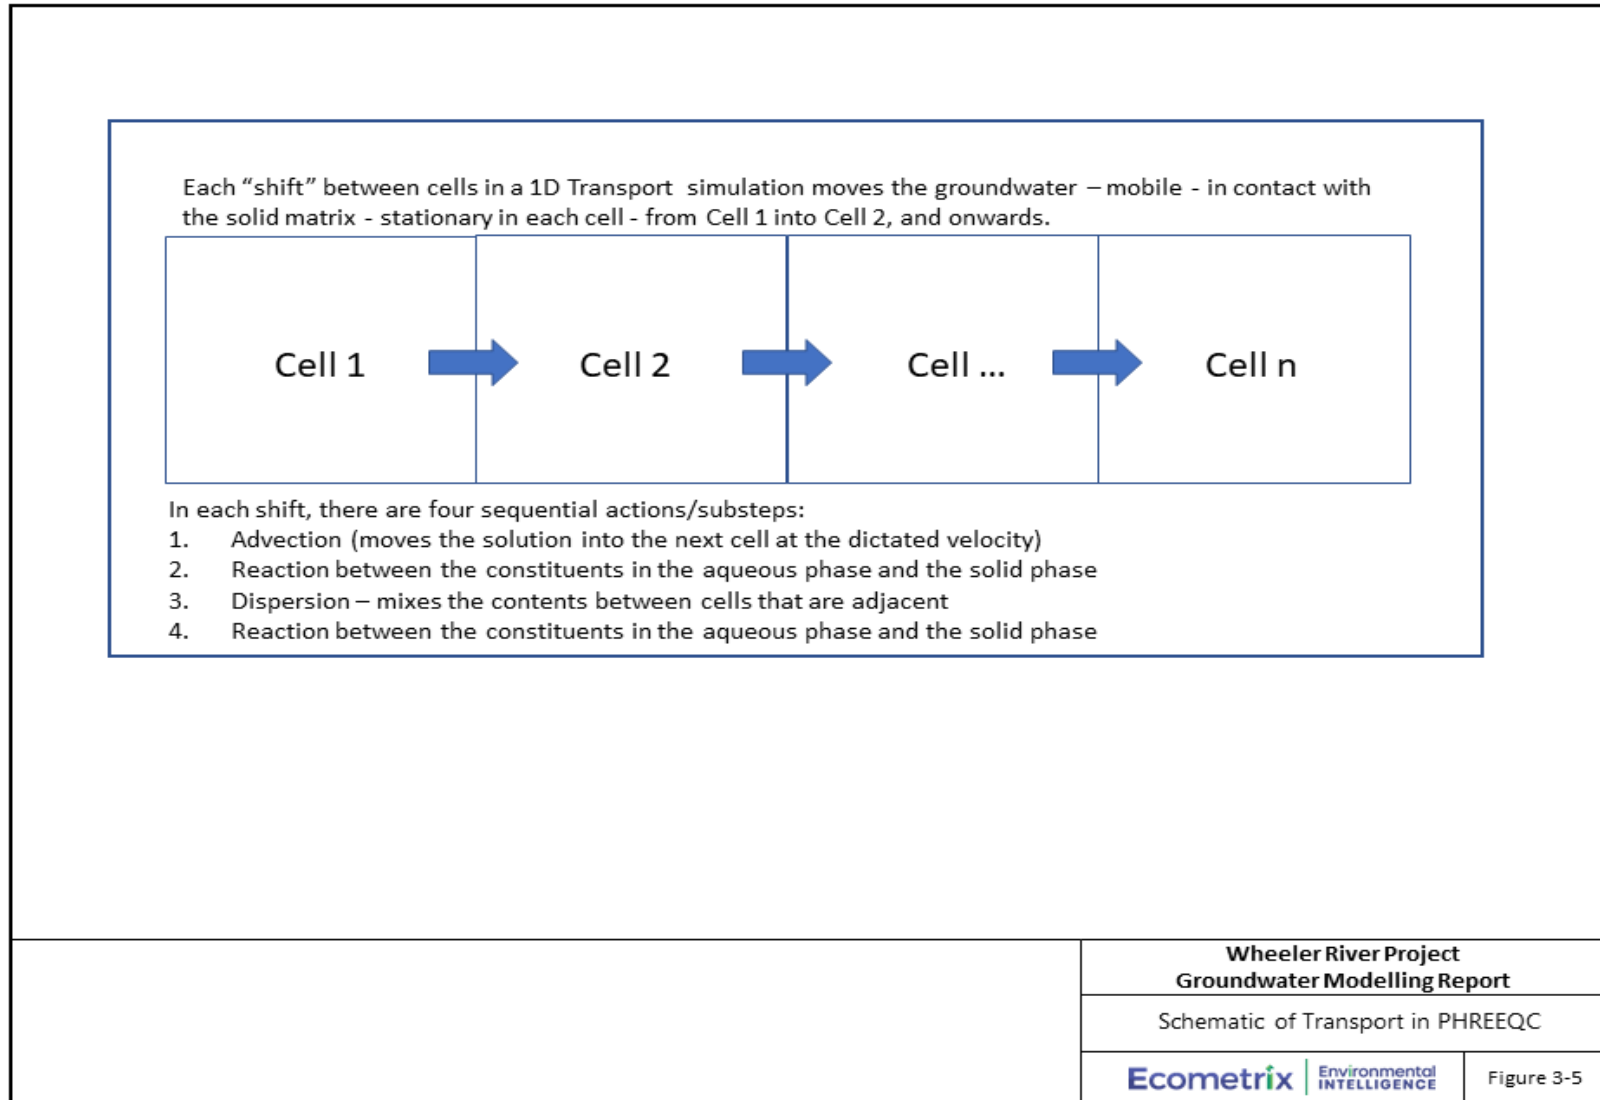 Each “shift” between cells in a 1D Transport simulation moves the groundwater – mobile - in contact with
the solid matrix - stationary in each cell - from Cell 1 into Cell 2, and onwards.
Cell 1
Cell 2
Cell ...
Cell n
In each shift, there are four sequential actions/substeps:
1. Advection (moves the solution into the next cell at the dictated velocity)
2. Reaction between the constituents in the aqueous phase and the solid phase
3. Dispersion – mixes the contents between cells that are adjacent
4. Reaction between the constituents in the aqueous phase and the solid phase
Wheeler River Project
Groundwater Modelling Report
Schematic of Transport in PHREEQC
Ecometrix
Environmental
INTELLIGENCE
Figure 3-5